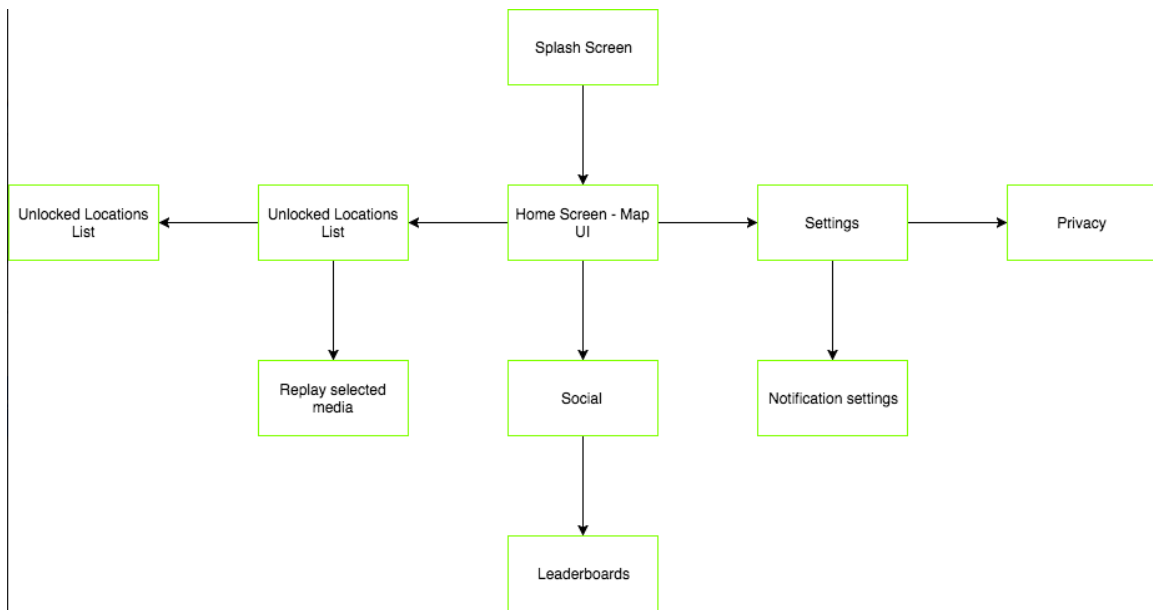 Splash Screen
Unlocked Locations
List
Unlocked Locations
List
Home Screen - Map
UI
Settings
Privacy
Replay selected
media
Social
Notification settings
Leaderboards